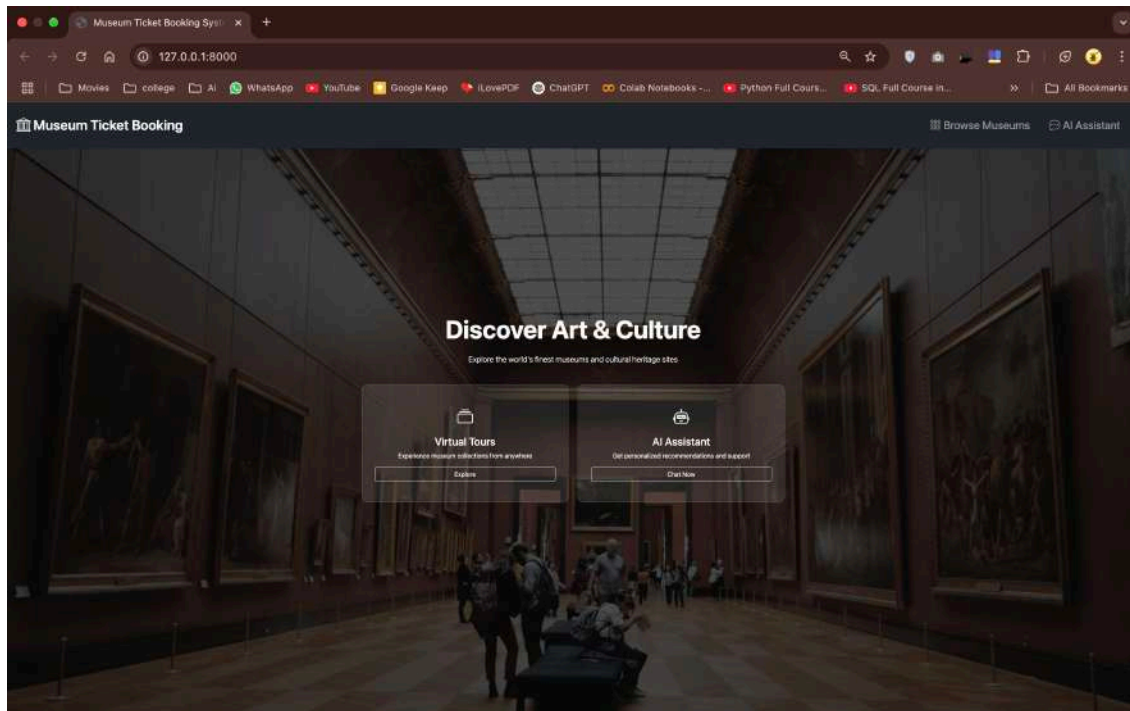 Museum Ticket Booking Syst
127.0.0.1:8000
Movies college AI WhatsApp YouTube Google Keep iLovePDF ChatGPT Colab Notebooks -... Python Full Cours... SQL Full Course in... » All Bookmarks
Museum Ticket Booking Browse Museums AI Assistant
Discover Art & Culture
Explore the world's finest museums and cultural heritage sites
Virtual Tours
Experience museum collections from anywhere
Explore
AI Assistant
Get personalized recommendations and support
Chat Now